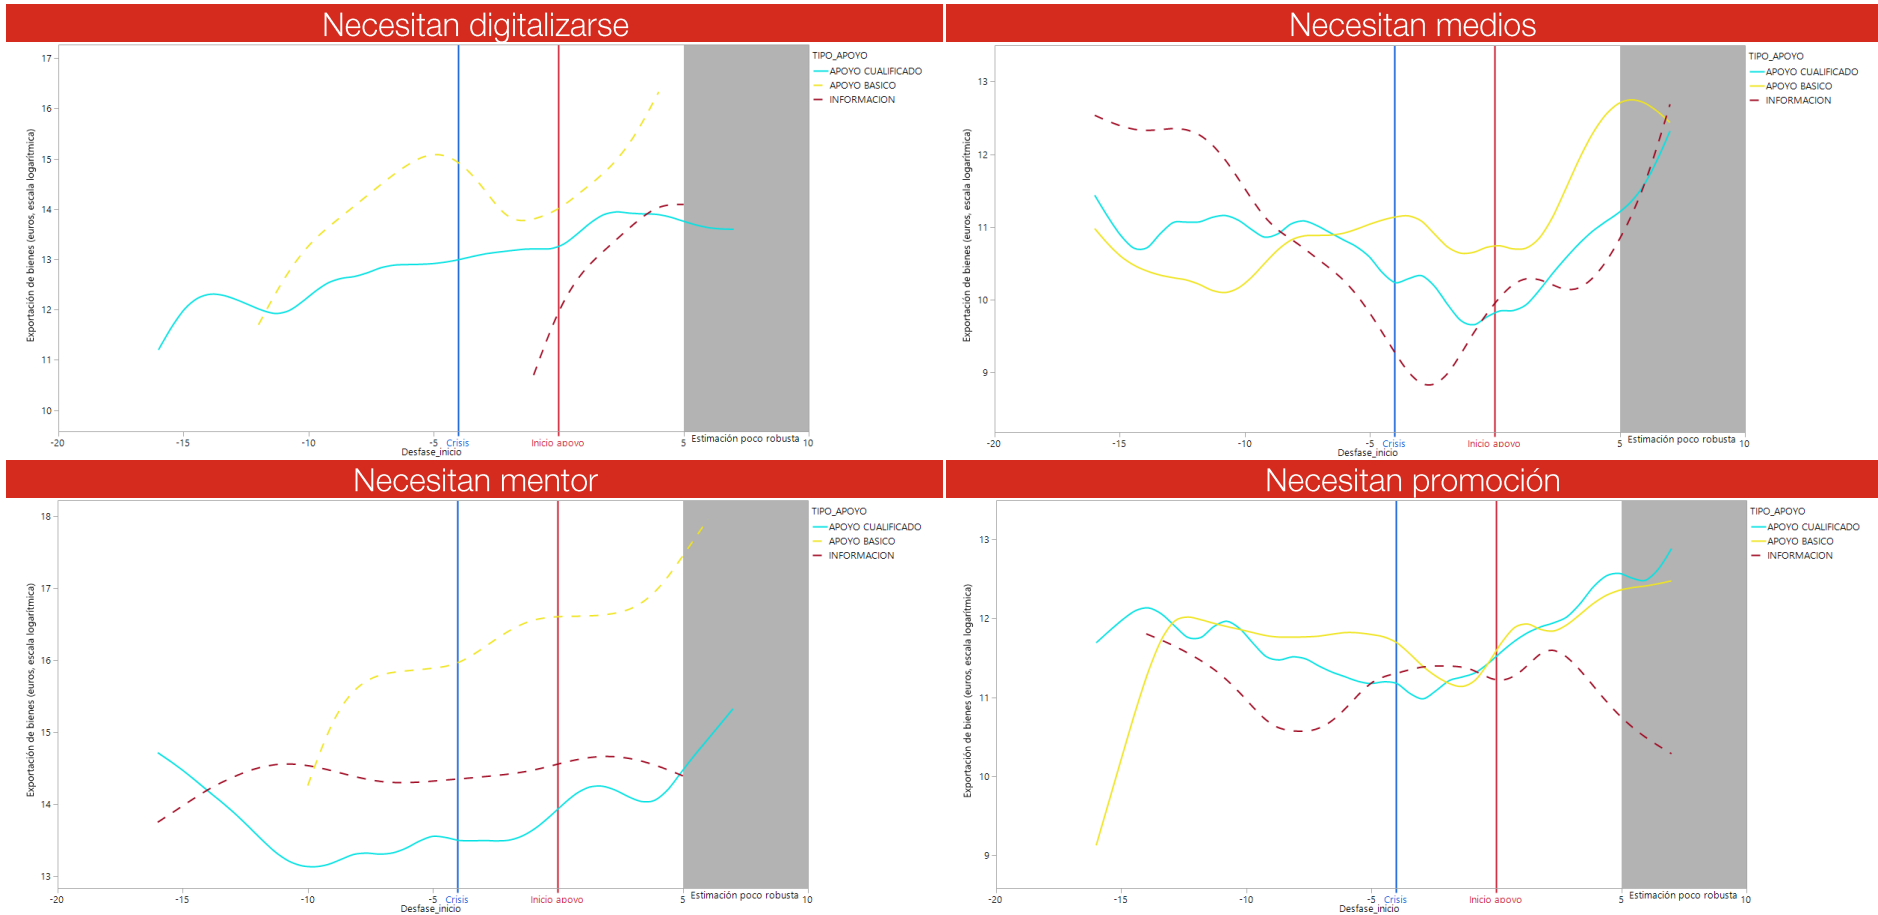 Necesitan digitalizarse
17
16
15
14
13
12
11
10
-20
-15
-10
-5
5
10
Crisis
Inicio apoyo
Estimación poco robusta
Desfase_inicio
Exportación de bienes (euros, escala logarítmica)
TIPO_APOYO
APOYO CUALIFICADO
APOYO BASICO
INFORMACION
Necesitan medios
13
12
11
10
9
-20
-15
-10
-5
5
10
Crisis
Inicio apoyo
Estimación poco robusta
Desfase_inicio
Exportación de bienes (euros, escala logarítmica)
TIPO_APOYO
APOYO CUALIFICADO
APOYO BASICO
INFORMACION
Necesitan mentor
18
17
16
15
14
13
-20
-15
-10
-5
5
10
Crisis
Inicio apoyo
Estimación poco robusta
Desfase_inicio
Exportación de bienes (euros, escala logarítmica)
TIPO_APOYO
APOYO CUALIFICADO
APOYO BASICO
INFORMACION
Necesitan promoción
13
12
11
10
9
-20
-15
-10
-5
5
10
Crisis
Inicio apoyo
Estimación poco robusta
Desfase_inicio
Exportación de bienes (euros, escala logarítmica)
TIPO_APOYO
APOYO CUALIFICADO
APOYO BASICO
INFORMACION